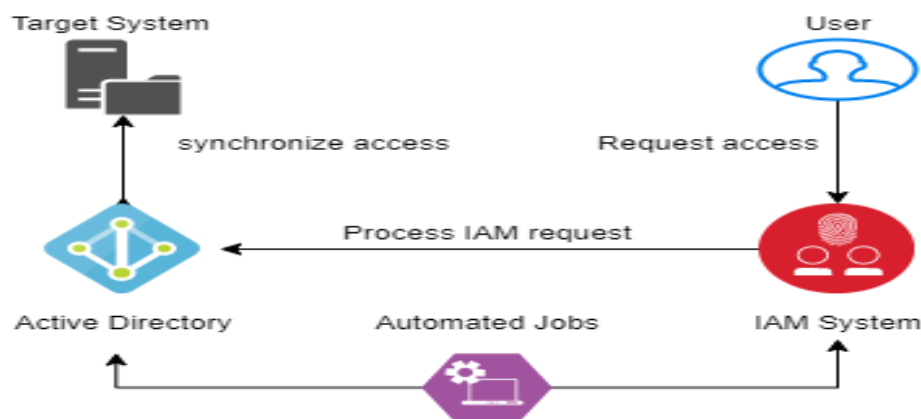 Target System
User
synchronize access
Request access
Process IAM request
Active Directory
Automated Jobs
IAM System